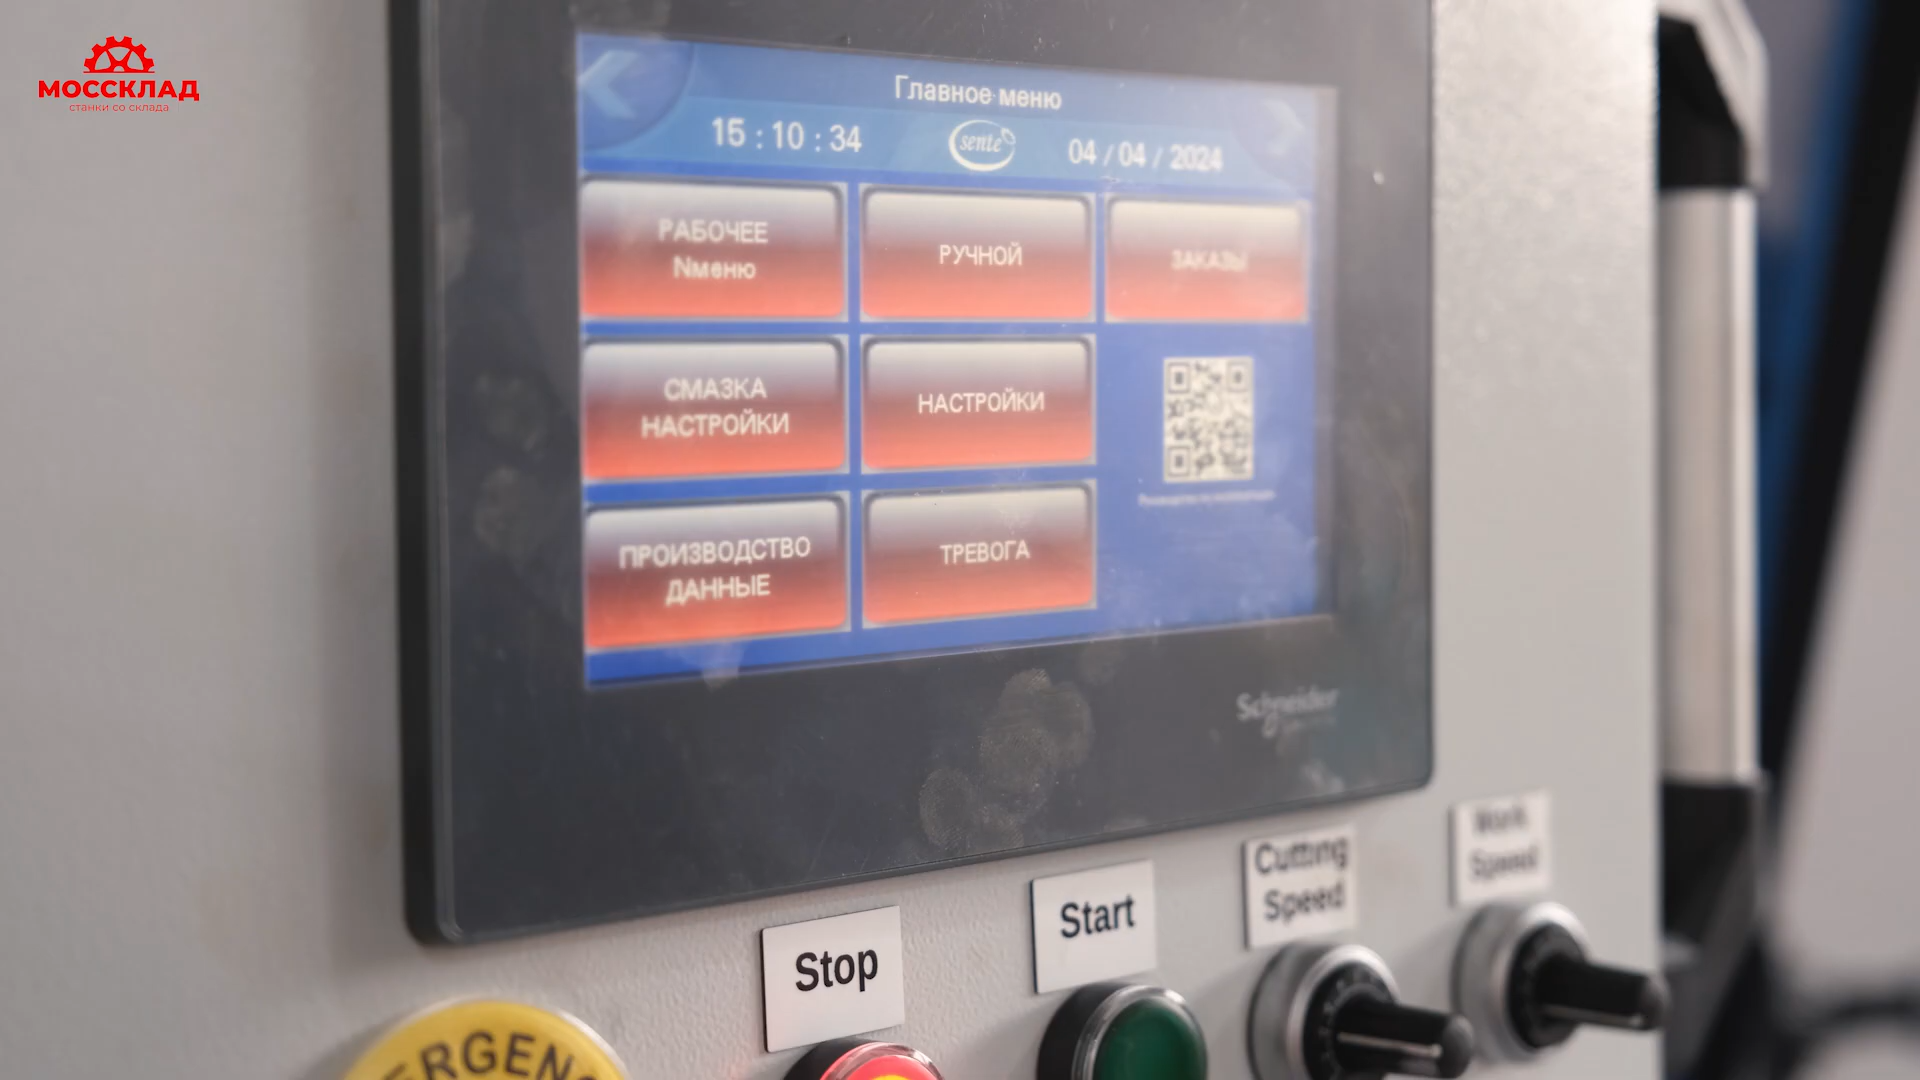 МОССКЛАД
станки со склада
Главное меню
15 : 10 : 34
sente
04 / 04 / 2024
РАБОЧЕЕ
Nменю
РУЧНОЙ
ЗАКАЗЫ
СМАЗКА
НАСТРОЙКИ
НАСТРОЙКИ
ПРОИЗВОДСТВО
ДАННЫЕ
ТРЕВОГА
Schneider
Stop
Start
Cutting
Speed
Work
Speed
ERGENC